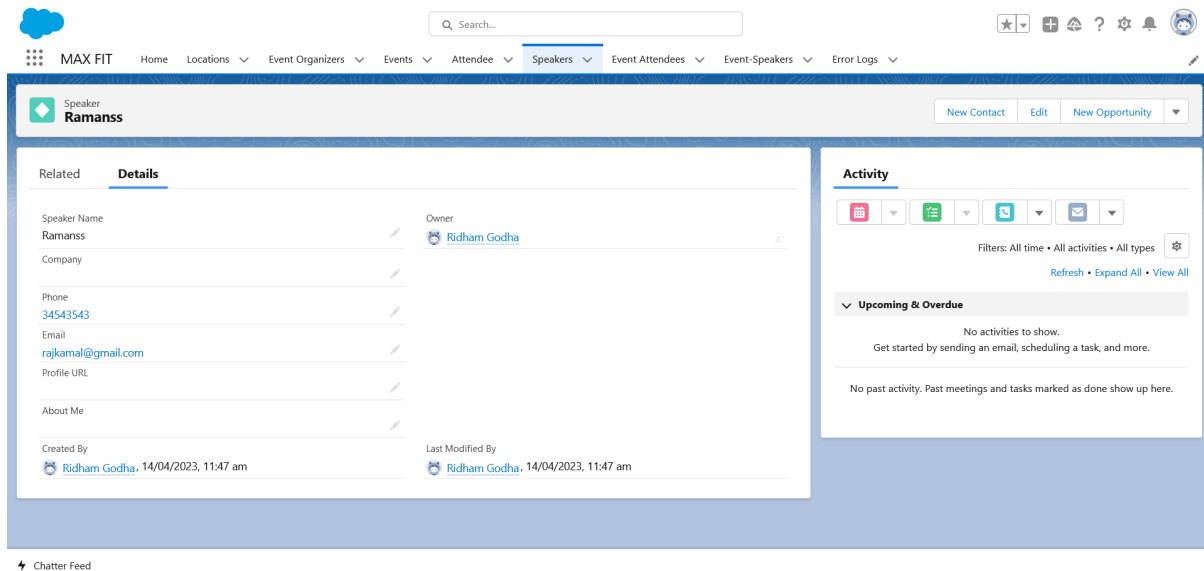 Search...
MAX FIT Home Locations Event Organizers Events Attendee Speakers Event Attendees Event-Speakers Error Logs
Speaker
Ramanss
New Contact Edit New Opportunity
Related Details
Speaker Name
Ramanss
Owner
Ridham Godha
Company
Phone
34543543
Email
rajkamal@gmail.com
Profile URL
About Me
Created By
Ridham Godha, 14/04/2023, 11:47 am
Last Modified By
Ridham Godha, 14/04/2023, 11:47 am
Activity
Filters: All time • All activities • All types
Refresh • Expand All • View All
Upcoming & Overdue
No activities to show.
Get started by sending an email, scheduling a task, and more.
No past activity. Past meetings and tasks marked as done show up here.
Chatter Feed